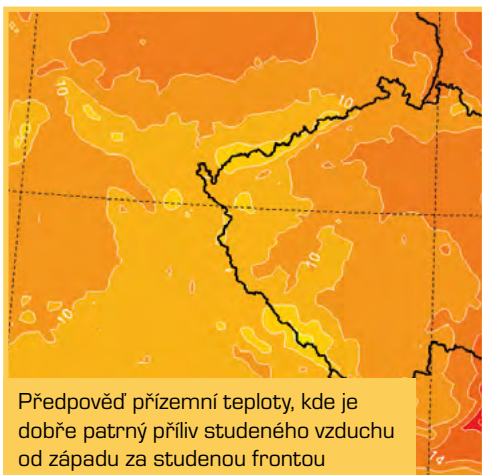 10
10
10
10
14
Předpověď přízemní teploty, kde je
dobře patrný příliv studeného vzduchu
od západu za studenou frontou